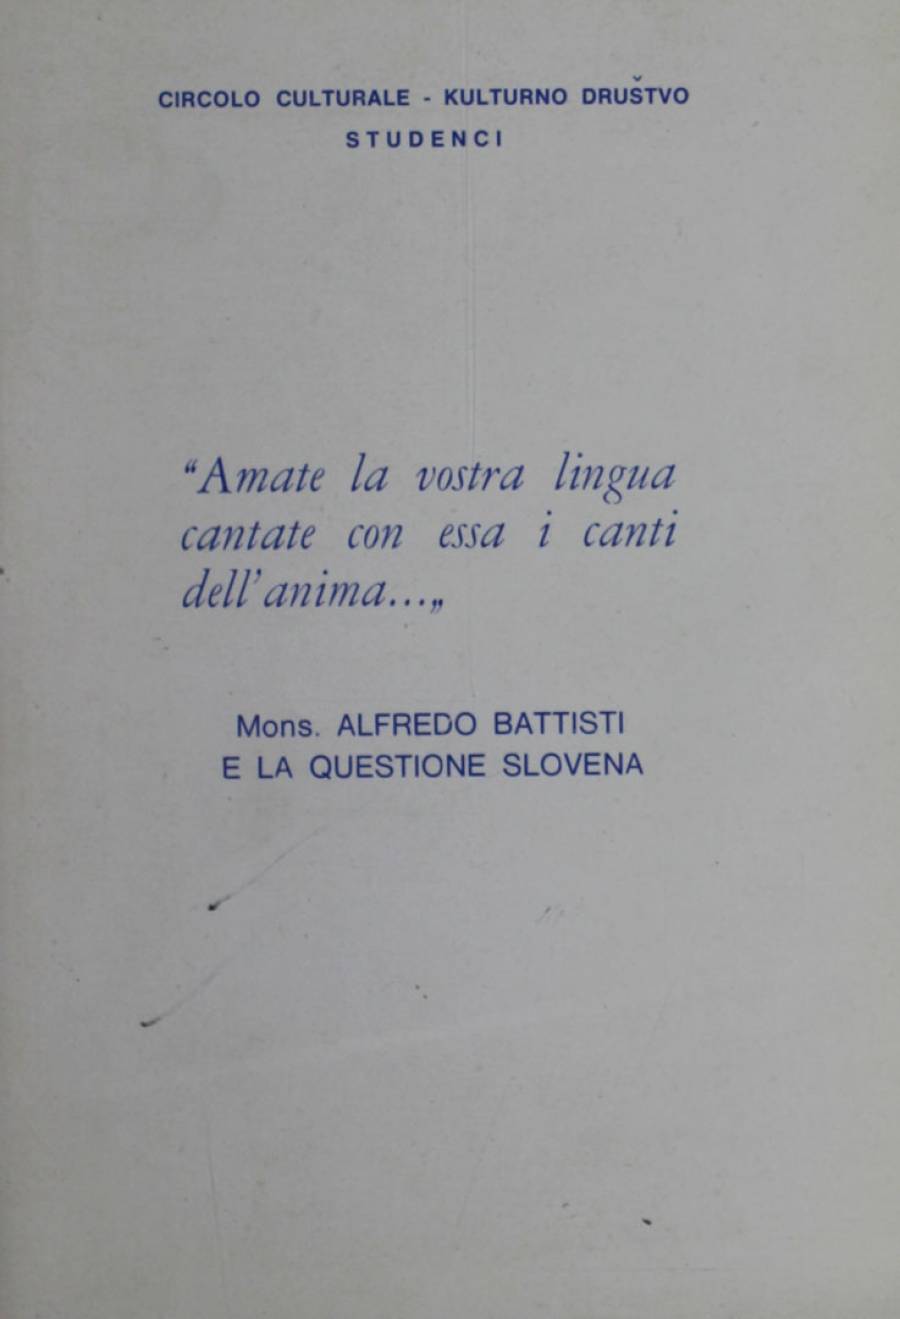 CIRCOLO CULTURALE - KULTURNO DRUŠTVO
STUDENCI
“Amate la vostra lingua
cantate con essa i canti
dell'anima...„
Mons. ALFREDO BATTISTI
E LA QUESTIONE SLOVENA